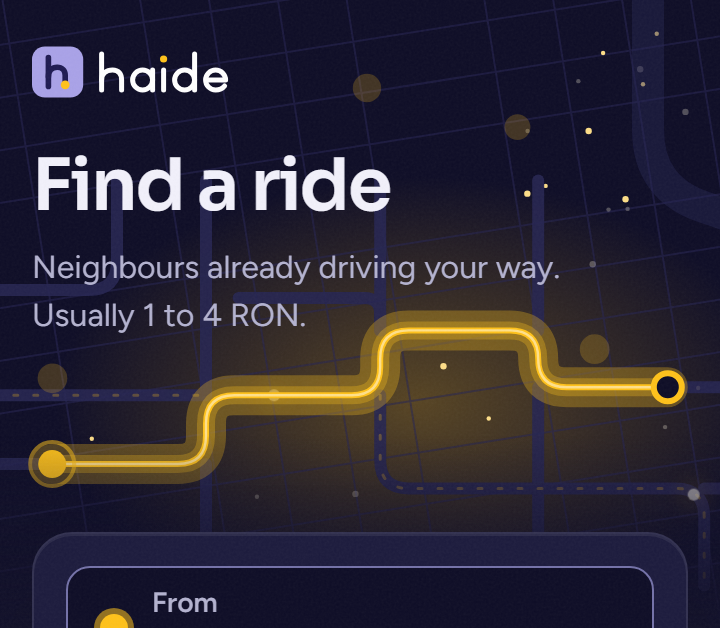 h.
haide
Find a ride
Neighbours already driving your way.
Usually 1 to 4 RON.
From